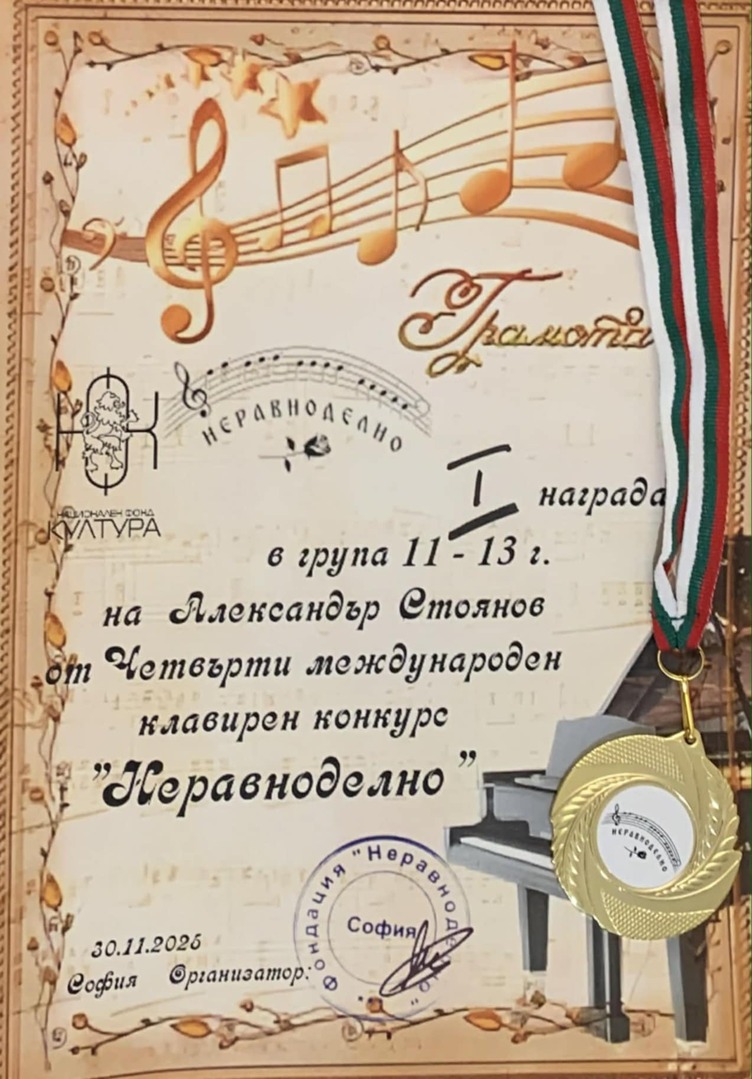 Грамота
НЕРАВНОДЕЛНО
НАЦИОНАЛЕН ФОНД
КУЛТУРА
I награда
в група 11 - 13 г.
на Александър Стоянов
от Четвърти международен
клавирен конкурс
"Неравноделно"
НЕРАВНОДЕЛНО
Фондация "Неравноделно"
София
30.11.2025
София Организатор: